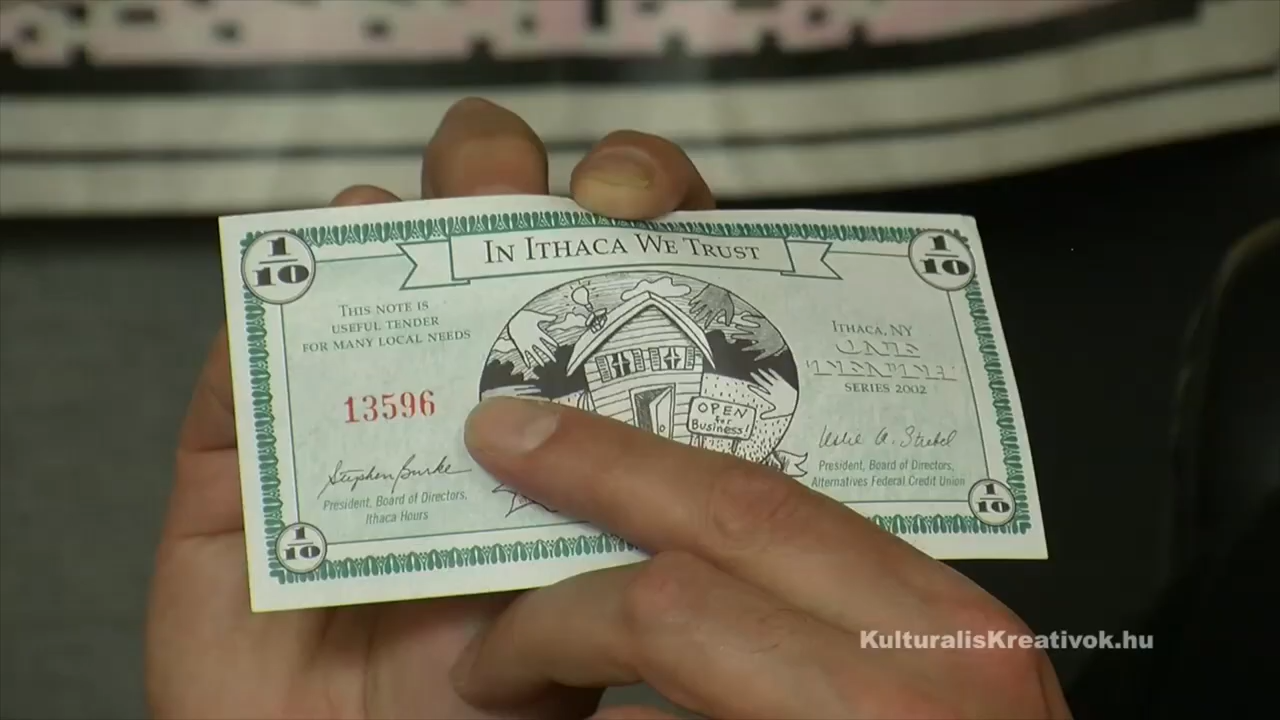 IN ITHACA WE TRUST
1/10
1/10
THIS NOTE IS
USEFUL TENDER
FOR MANY LOCAL NEEDS
13596
Stephen Burke
President, Board of Directors,
Ithaca Hours
1/10
OPEN
for
Business!
ITHACA, NY
ONE
TENTH
SERIES 2002
Leslie A. Strebel
President, Board of Directors,
Alternatives Federal Credit Union
1/10
KulturalisKreativok.hu